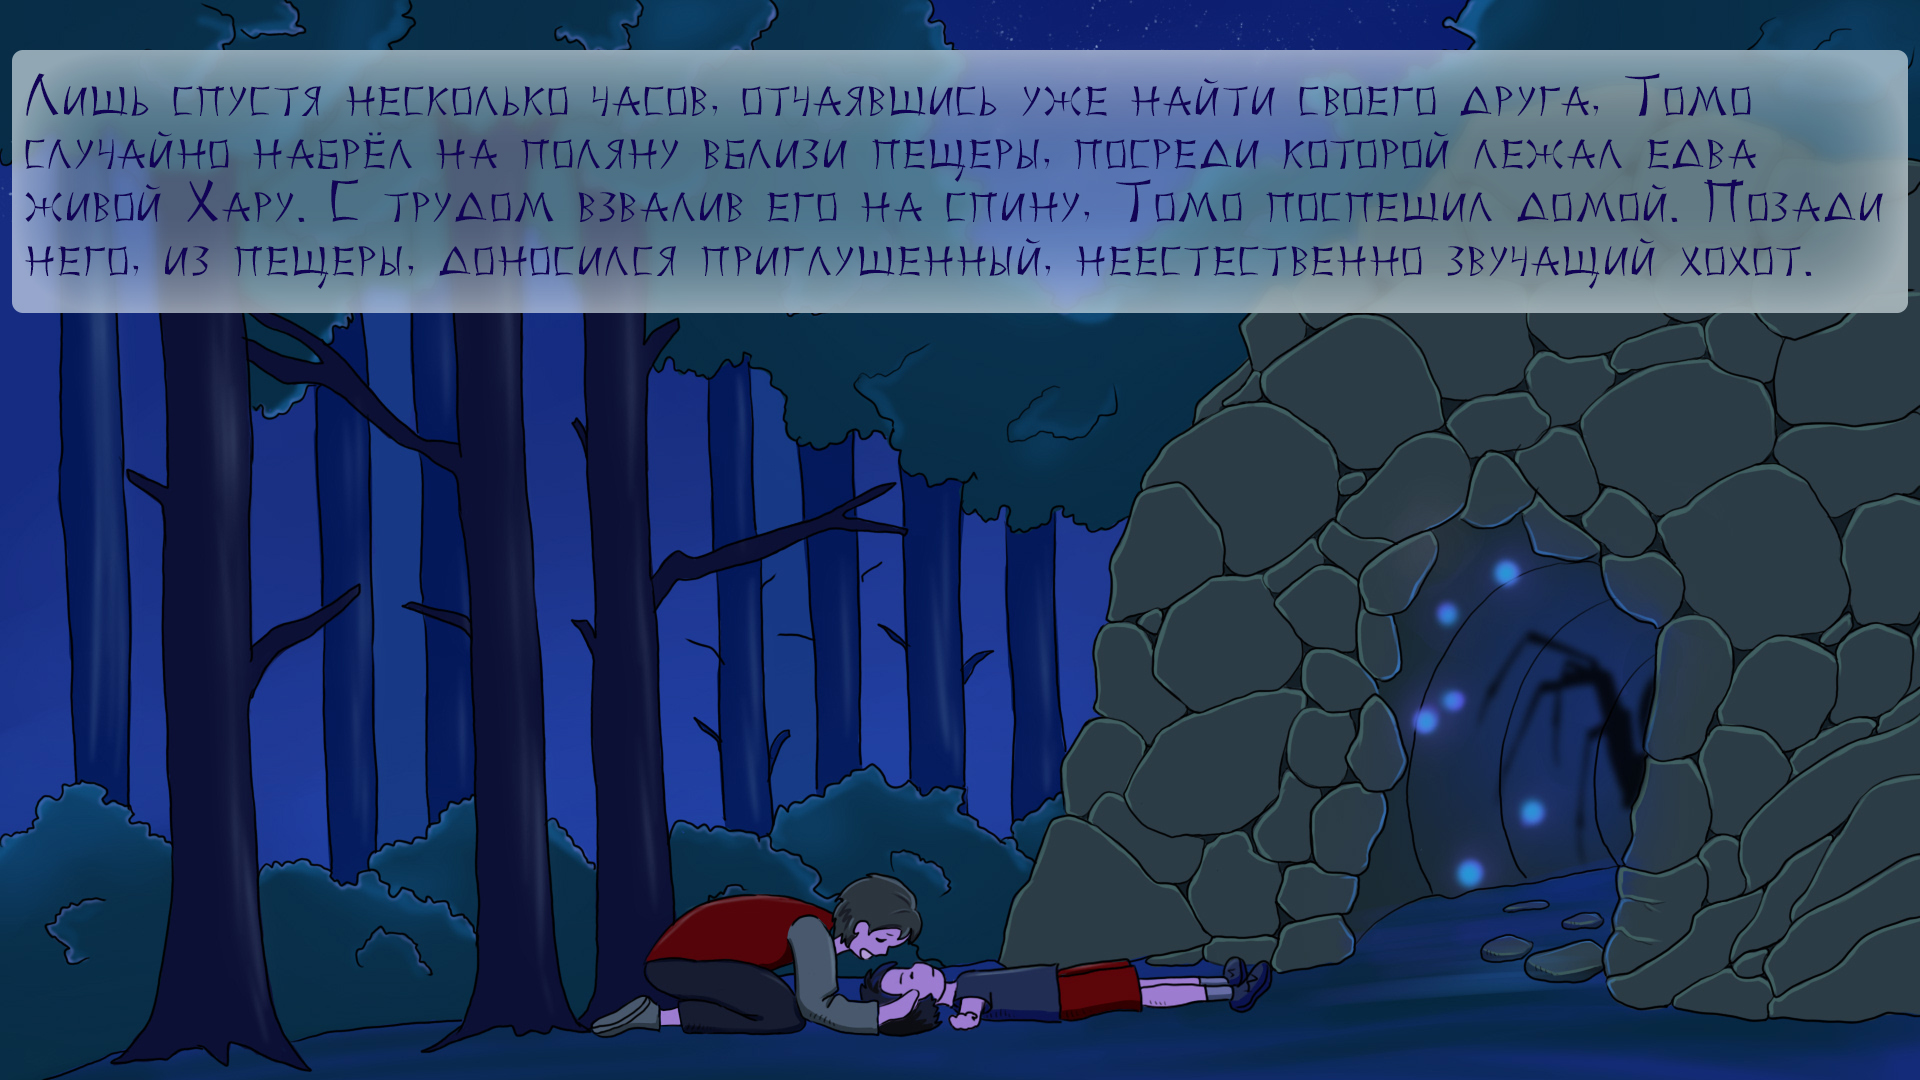 Лишь спустя несколько часов, отчаявшись уже найти своего друга, Томо
случайно набрёл на поляну вблизи пещеры, посреди которой лежал едва
живой Хару. С трудом взвалив его на спину, Томо поспешил домой. Позади
него, из пещеры, доносился приглушенный, неестественно звучащий хохот.